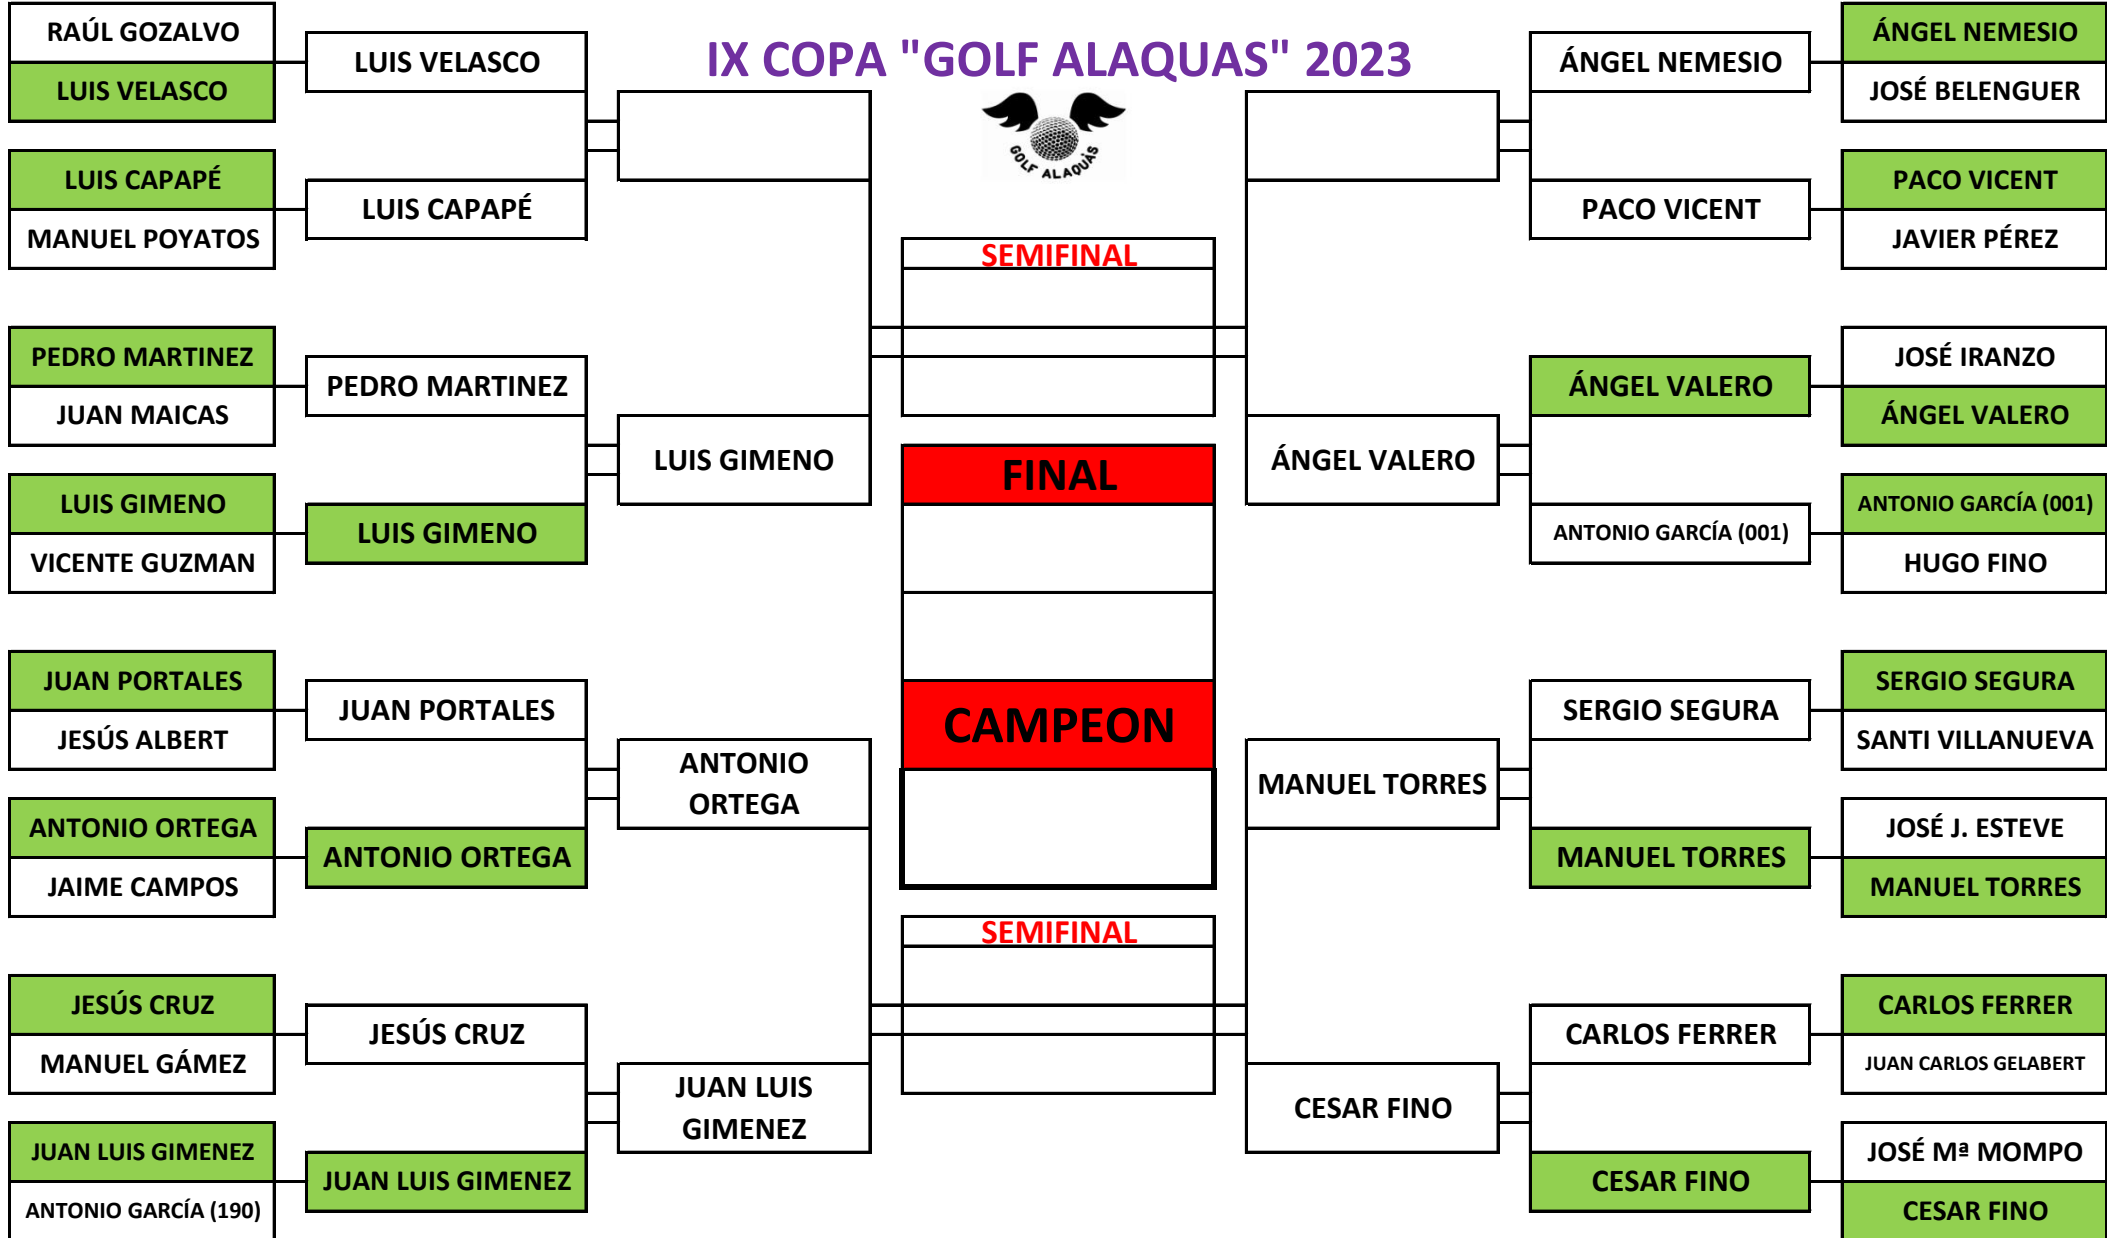 IX COPA "GOLF ALAQUAS" 2023
GOLF ALAQUÀS
RAÚL GOZALVO
LUIS VELASCO
LUIS CAPAPÉ
MANUEL POYATOS
PEDRO MARTINEZ
JUAN MAICAS
LUIS GIMENO
VICENTE GUZMAN
JUAN PORTALES
JESÚS ALBERT
ANTONIO ORTEGA
JAIME CAMPOS
JESÚS CRUZ
MANUEL GÁMEZ
JUAN LUIS GIMENEZ
ANTONIO GARCÍA (190)
LUIS VELASCO
LUIS CAPAPÉ
PEDRO MARTINEZ
LUIS GIMENO
JUAN PORTALES
ANTONIO ORTEGA
JESÚS CRUZ
JUAN LUIS GIMENEZ
LUIS GIMENO
ANTONIO
ORTEGA
JUAN LUIS
GIMENEZ
SEMIFINAL
FINAL
CAMPEON
SEMIFINAL
ÁNGEL VALERO
MANUEL TORRES
CESAR FINO
ÁNGEL NEMESIO
PACO VICENT
ÁNGEL VALERO
ANTONIO GARCÍA (001)
SERGIO SEGURA
MANUEL TORRES
CARLOS FERRER
CESAR FINO
ÁNGEL NEMESIO
JOSÉ BELENGUER
PACO VICENT
JAVIER PÉREZ
JOSÉ IRANZO
ÁNGEL VALERO
ANTONIO GARCÍA (001)
HUGO FINO
SERGIO SEGURA
SANTI VILLANUEVA
JOSÉ J. ESTEVE
MANUEL TORRES
CARLOS FERRER
JUAN CARLOS GELABERT
JOSÉ Mª MOMPO
CESAR FINO